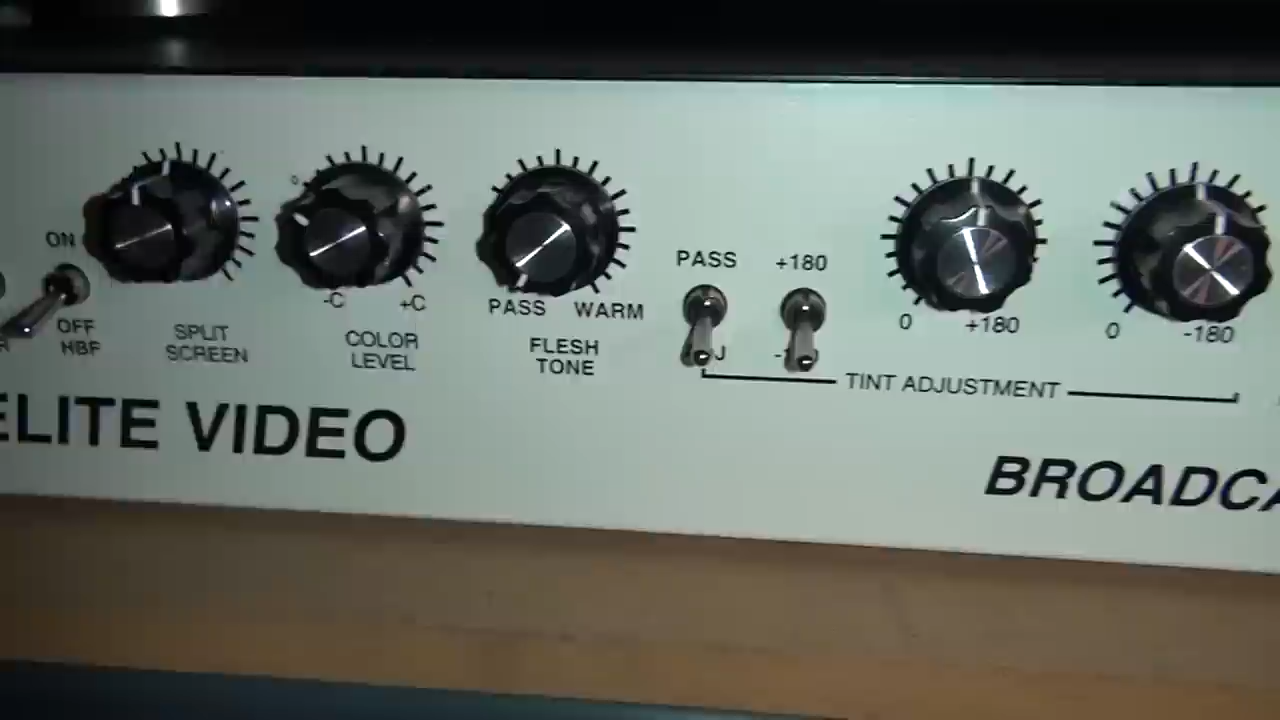 ON
OFF
HBF
SPLIT
SCREEN
-C +C
COLOR
LEVEL
PASS WARM
FLESH
TONE
PASS +180
TINT ADJUSTMENT
0 +180
0 -180
ELITE VIDEO
BROADCA